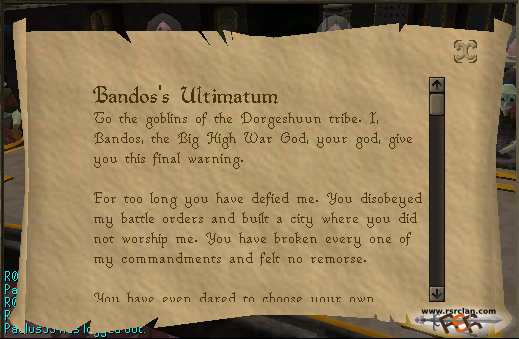 Bandos's Ultimatum
To the goblins of the Dorgeshuun tribe. I,
Bandos, the Big High War God, your god, give
you this final warning.
For too long you have defied me. You disobeyed
my battle orders and built a city where you did
not worship me. You have broken every one of
my commandments and felt no remorse.
You have even dared to choose your own
has logged out.
www.rsrclan.com